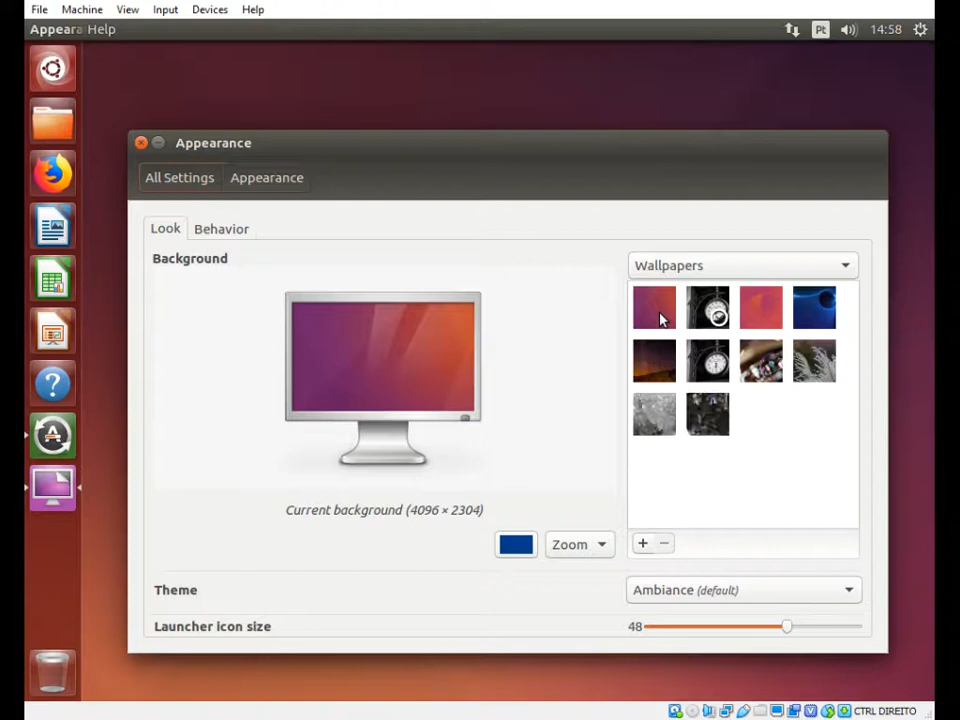 File Machine View Input Devices Help
Appeara Help Pt 14:58
Appearance
All Settings Appearance
Look Behavior
Background
Wallpapers
Current background (4096 × 2304)
Zoom
+ −
Theme
Ambiance (default)
Launcher icon size
48
CTRL DIREITO